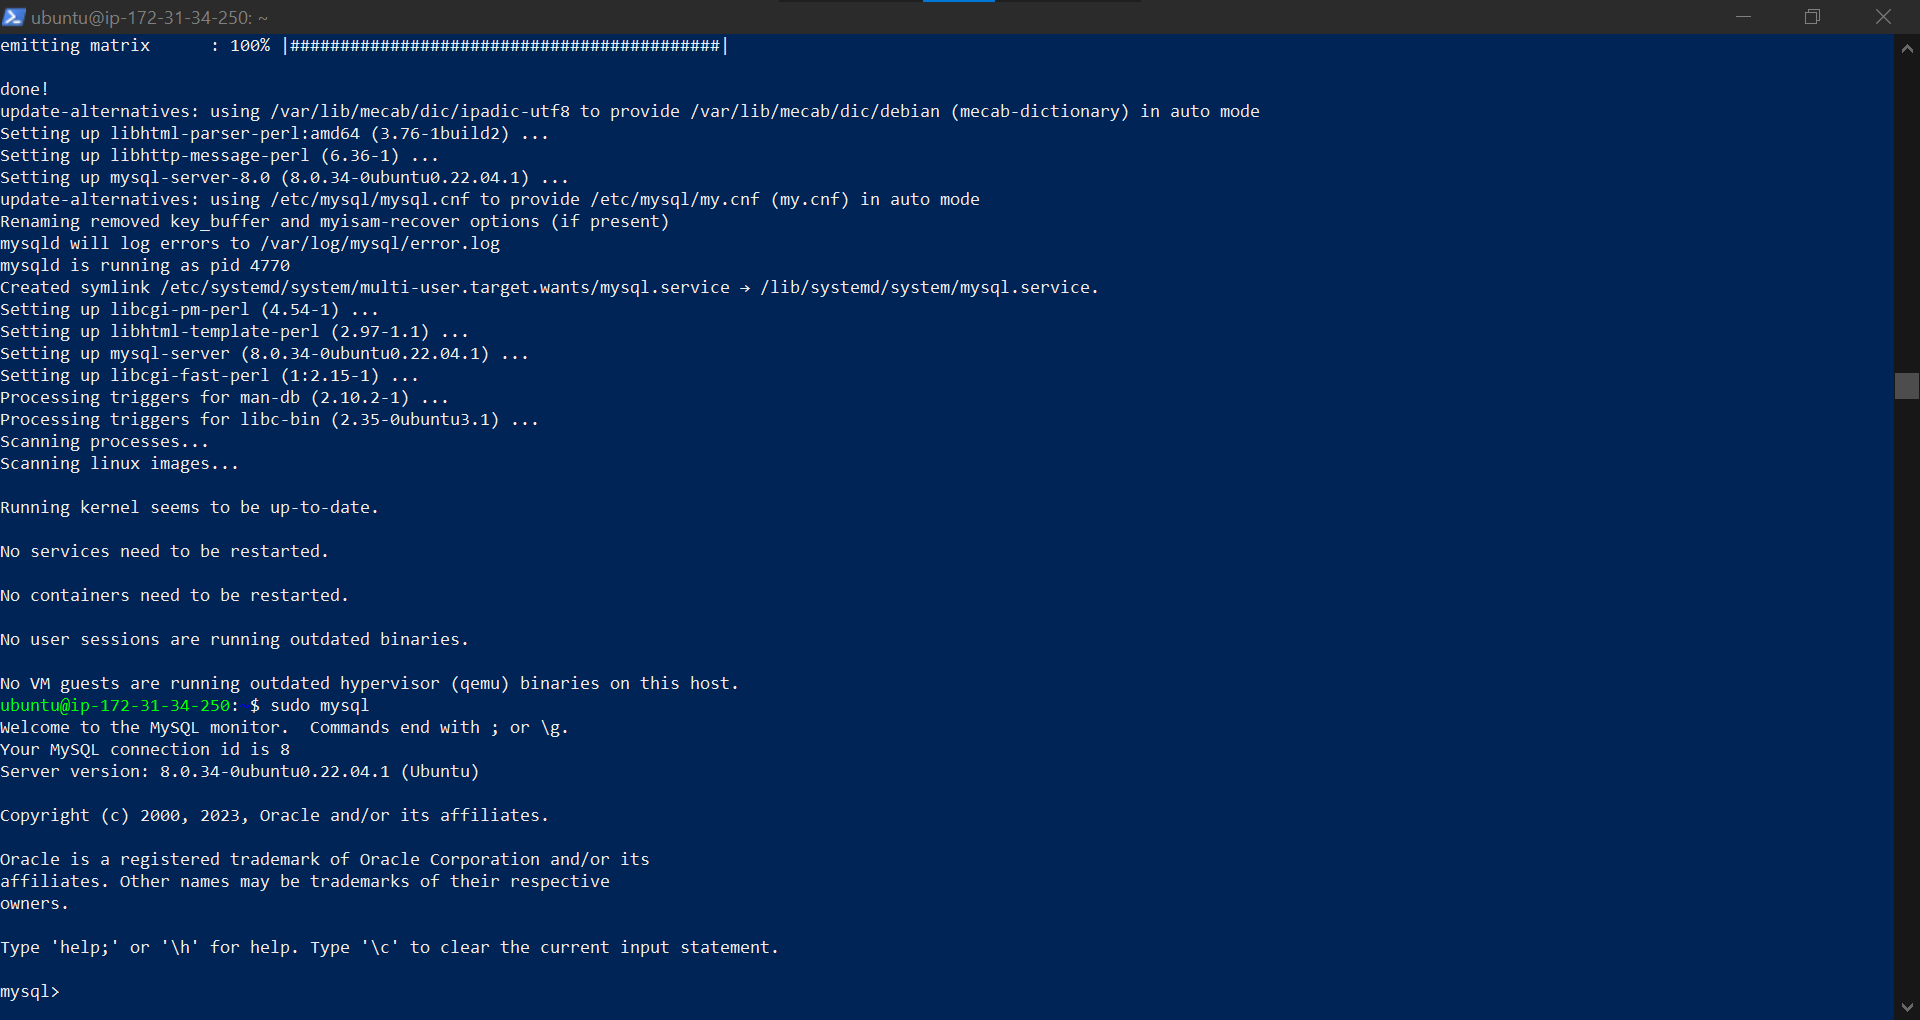 ubuntu@ip-172-31-34-250: ~
emitting matrix      : 100% |###########################################|
done!
update-alternatives: using /var/lib/mecab/dic/ipadic-utf8 to provide /var/lib/mecab/dic/debian (mecab-dictionary) in auto mode
Setting up libhtml-parser-perl:amd64 (3.76-1build2) ...
Setting up libhttp-message-perl (6.36-1) ...
Setting up mysql-server-8.0 (8.0.34-0ubuntu0.22.04.1) ...
update-alternatives: using /etc/mysql/mysql.cnf to provide /etc/mysql/my.cnf (my.cnf) in auto mode
Renaming removed key_buffer and myisam-recover options (if present)
mysqld will log errors to /var/log/mysql/error.log
mysqld is running as pid 4770
Created symlink /etc/systemd/system/multi-user.target.wants/mysql.service → /lib/systemd/system/mysql.service.
Setting up libcgi-pm-perl (4.54-1) ...
Setting up libhtml-template-perl (2.97-1.1) ...
Setting up mysql-server (8.0.34-0ubuntu0.22.04.1) ...
Setting up libcgi-fast-perl (1:2.15-1) ...
Processing triggers for man-db (2.10.2-1) ...
Processing triggers for libc-bin (2.35-0ubuntu3.1) ...
Scanning processes...
Scanning linux images...
Running kernel seems to be up-to-date.
No services need to be restarted.
No containers need to be restarted.
No user sessions are running outdated binaries.
No VM guests are running outdated hypervisor (qemu) binaries on this host.
ubuntu@ip-172-31-34-250:~$ sudo mysql
Welcome to the MySQL monitor.  Commands end with ; or \g.
Your MySQL connection id is 8
Server version: 8.0.34-0ubuntu0.22.04.1 (Ubuntu)
Copyright (c) 2000, 2023, Oracle and/or its affiliates.
Oracle is a registered trademark of Oracle Corporation and/or its
affiliates. Other names may be trademarks of their respective
owners.
Type 'help;' or '\h' for help. Type '\c' to clear the current input statement.
mysql>